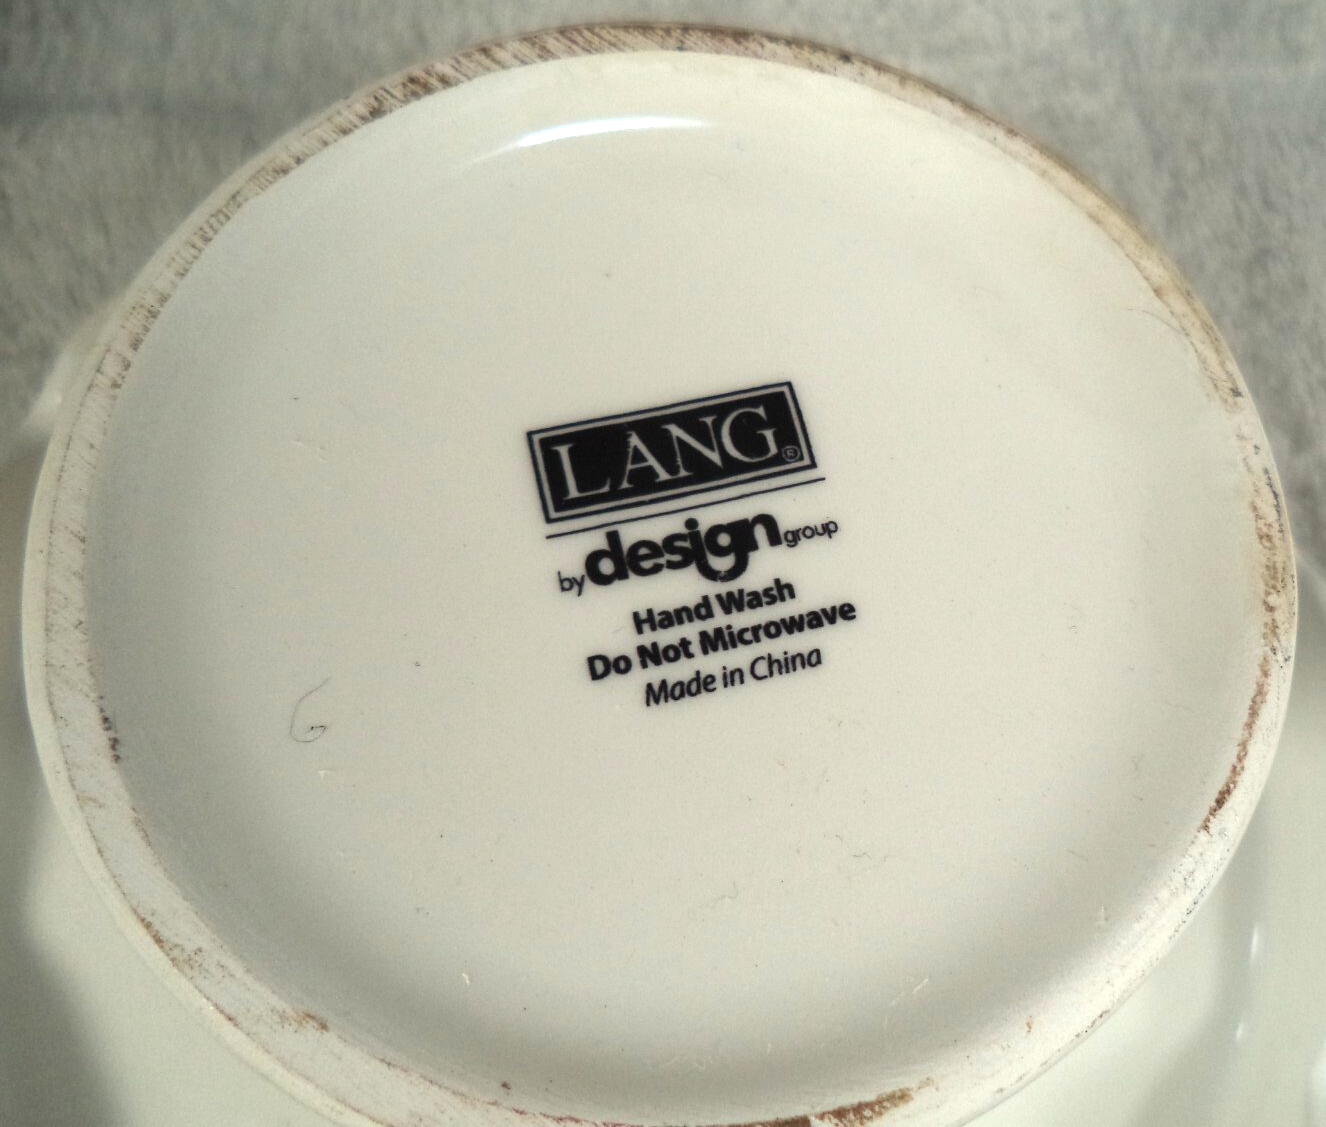 LANG®
by design group
Hand Wash
Do Not Microwave
Made in China